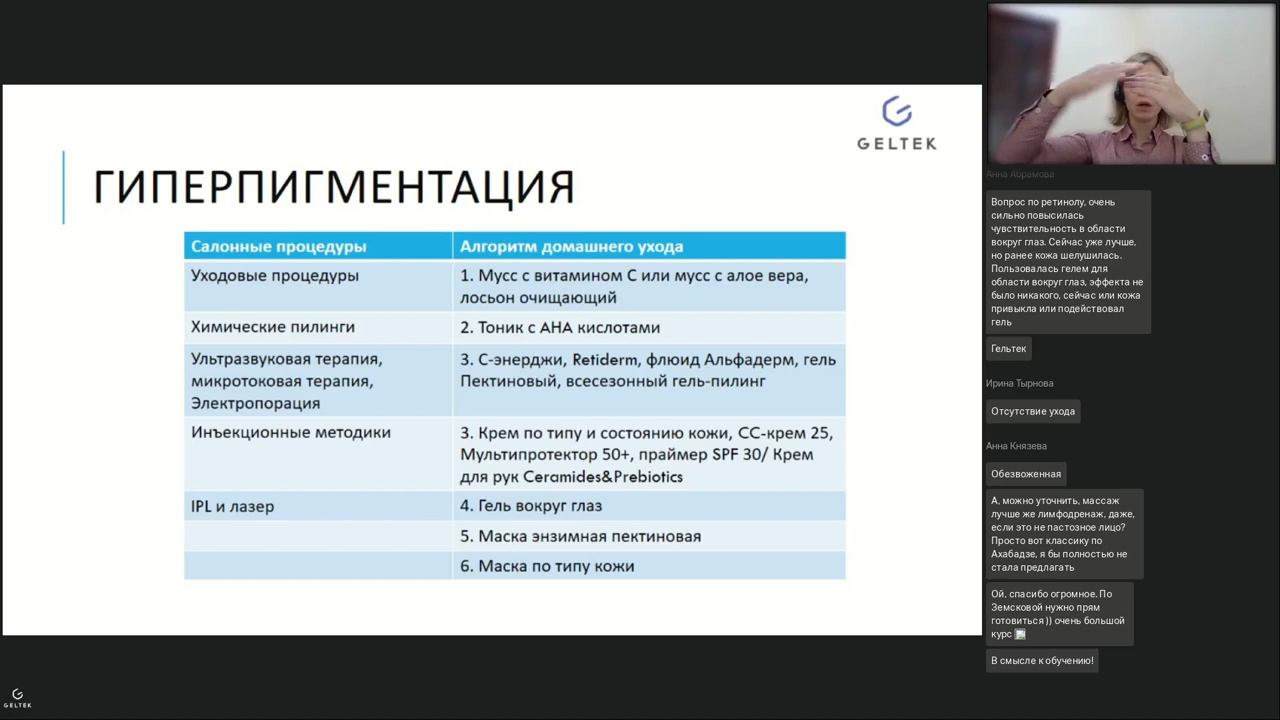 GELTEK
ГИПЕРПИГМЕНТАЦИЯ
Салонные процедуры
Алгоритм домашнего ухода
Уходовые процедуры
1. Мусс с витамином С или мусс с алое вера,
лосьон очищающий
Химические пилинги
2. Тоник с АНА кислотами
Ультразвуковая терапия,
микротоковая терапия,
Электропорация
3. С-энерджи, Retiderm, флюид Альфадерм, гель
Пектиновый, всесезонный гель-пилинг
Инъекционные методики
3. Крем по типу и состоянию кожи, СС-крем 25,
Мультипротектор 50+, праймер SPF 30/ Крем
для рук Ceramides&Prebiotics
IPL и лазер
4. Гель вокруг глаз
5. Маска энзимная пектиновая
6. Маска по типу кожи
GELTEK
Анна Абрамова
Вопрос по ретинолу, очень
сильно повысилась
чувствительность в области
вокруг глаз. Сейчас уже лучше,
но ранее кожа шелушилась.
Пользовалась гелем для
области вокруг глаз, эффекта не
было никакого, сейчас или кожа
привыкла или подействовал
гель
Гельтек
Ирина Тырнова
Отсутствие ухода
Анна Князева
Обезвоженная
А, можно уточнить, массаж
лучше же лимфодренаж, даже,
если это не пастозное лицо?
Просто вот классику по
Ахабадзе, я бы полностью не
стала предлагать
Ой, спасибо огромное. По
Земсковой нужно прям
готовиться )) очень большой
курс
В смысле к обучению!